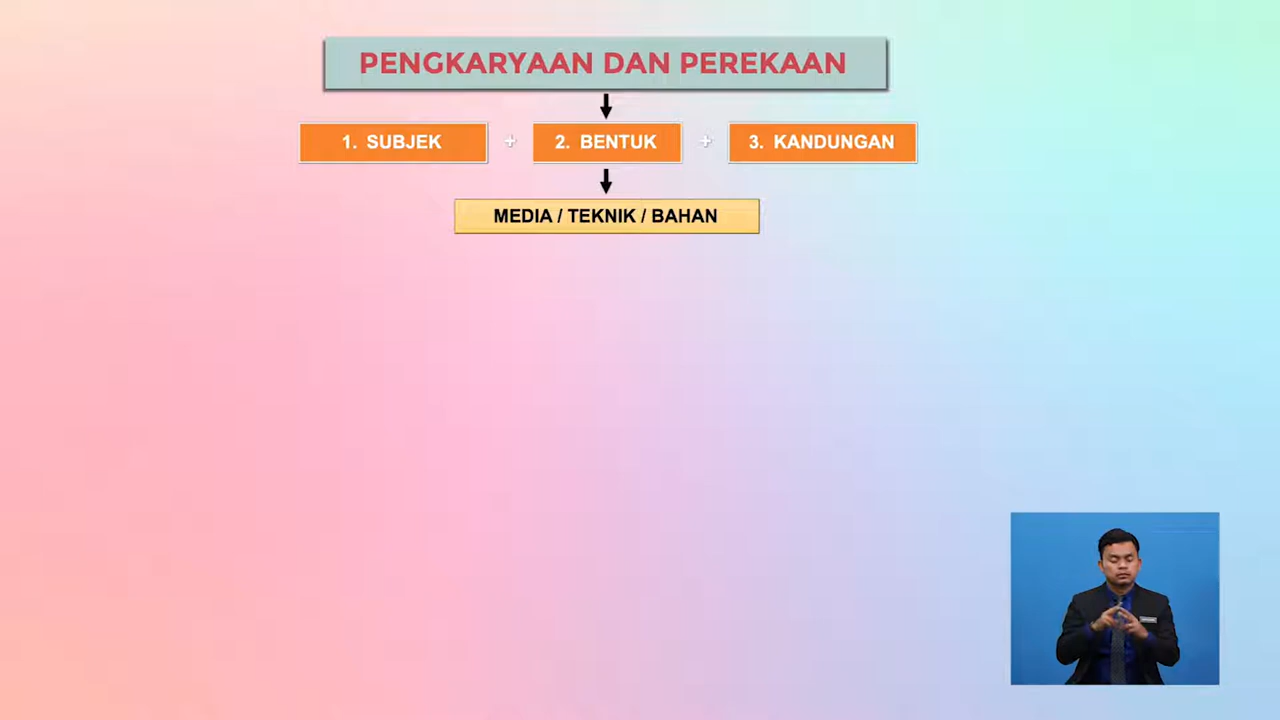 PENGKARYAAN DAN PEREKAAN
1. SUBJEK + 2. BENTUK + 3. KANDUNGAN
MEDIA / TEKNIK / BAHAN